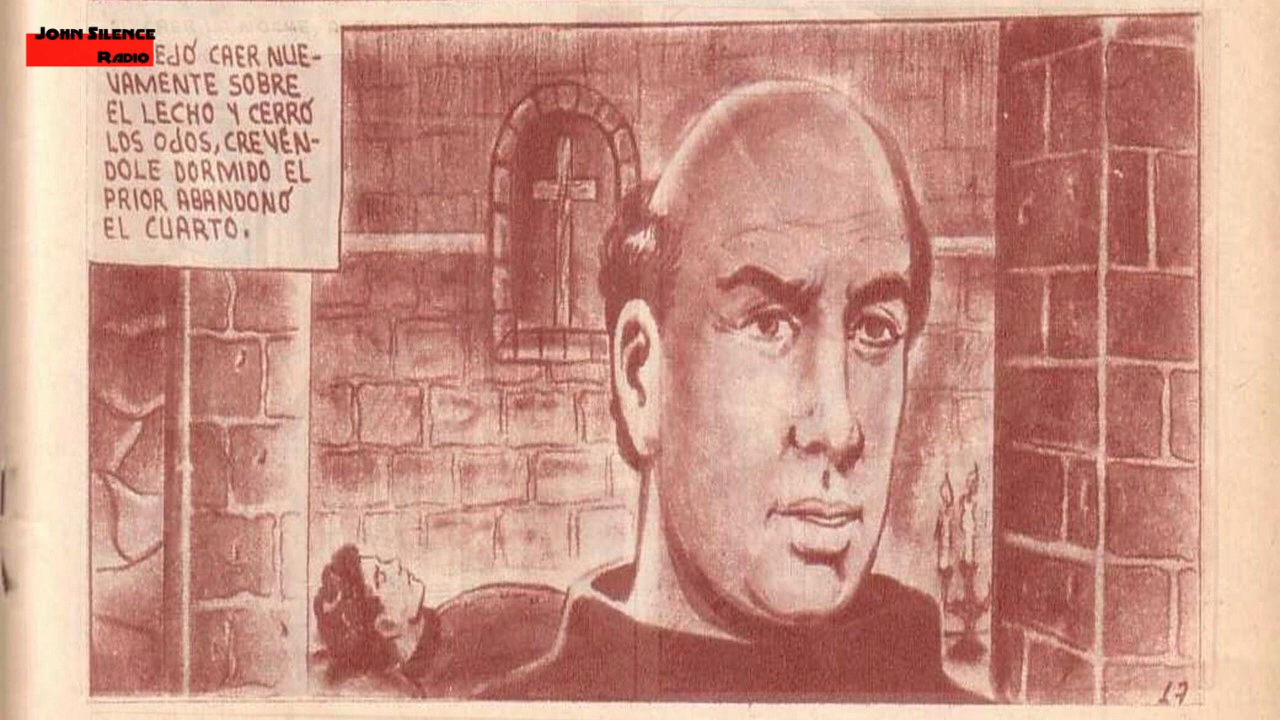 JOHN SILENCE
RADIO
EJÓ CAER NUE-
VAMENTE SOBRE
EL LECHO Y CERRÓ
LOS OJOS, CREYÉN-
DOLE DORMIDO EL
PRIOR ABANDONÓ
EL CUARTO.
17